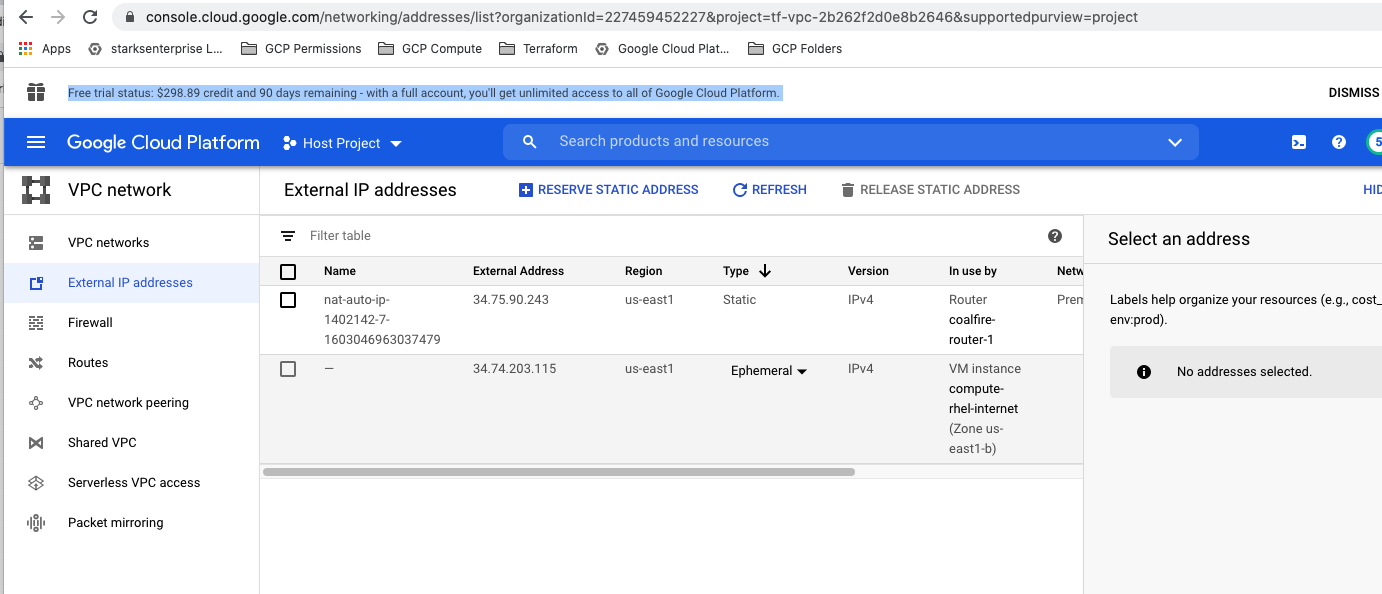 console.cloud.google.com/networking/addresses/list?organizationId=227459452227&project=tf-vpc-2b262f2d0e8b2646&supportedpurview=project
Apps starksenterprise L... GCP Permissions GCP Compute Terraform Google Cloud Plat... GCP Folders
Free trial status: $298.89 credit and 90 days remaining - with a full account, you'll get unlimited access to all of Google Cloud Platform.
DISMISS
Google Cloud Platform Host Project Search products and resources 5
VPC network
VPC networks
External IP addresses
Firewall
Routes
VPC network peering
Shared VPC
Serverless VPC access
Packet mirroring
External IP addresses RESERVE STATIC ADDRESS REFRESH RELEASE STATIC ADDRESS HID
Filter table
Name External Address Region Type Version In use by Netw
nat-auto-ip- 34.75.90.243 us-east1 Static IPv4 Router Prem
1402142-7- coalfire-
1603046963037479 router-1
— 34.74.203.115 us-east1 Ephemeral IPv4 VM instance
compute-
rhel-internet
(Zone us-
east1-b)
Select an address
Labels help organize your resources (e.g., cost_
env:prod).
No addresses selected.